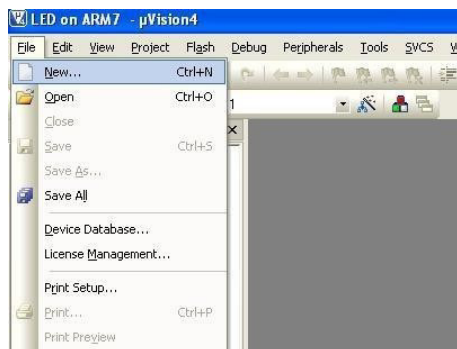 LED on ARM7 - µVision4
File Edit View Project Flash Debug Peripherals Tools SVCS
New... Ctrl+N
Open Ctrl+O
1
Close
Save Ctrl+S
Save As...
Save All
Device Database...
License Management...
Print Setup...
Print... Ctrl+P
Print Preview